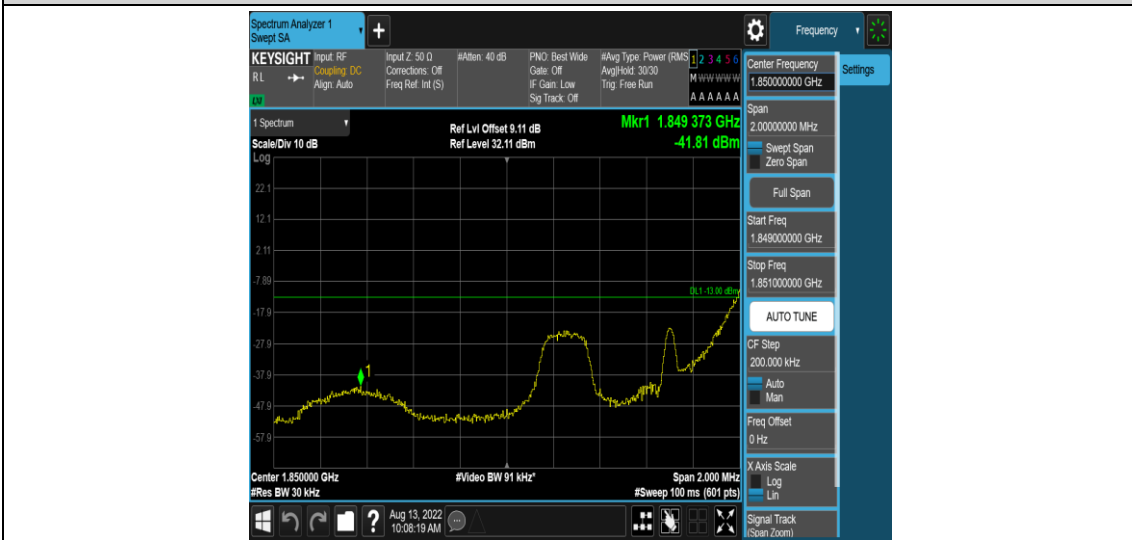 Spectrum Analyzer 1
Swept SA
+
Frequency
KEYSIGHT
RL
LXI
Input: RF
Coupling: DC
Align: Auto
Input Z: 50 Ω
Corrections: Off
Freq Ref: Int (S)
#Atten: 40 dB
PNO: Best Wide
Gate: Off
IF Gain: Low
Sig Track: Off
#Avg Type: Power (RMS
Avg|Hold: 30/30
Trig: Free Run
1 2 3 4 5 6
M W W W W W
A A A A A A
1 Spectrum
Scale/Div 10 dB
Log
Ref Lvl Offset 9.11 dB
Ref Level 32.11 dBm
Mkr1 1.849 373 GHz
-41.81 dBm
22.1
12.1
2.11
-7.89
-17.9
-27.9
-37.9
-47.9
-57.9
DL1 -13.00 dBm
1
Center 1.850000 GHz
#Res BW 30 kHz
#Video BW 91 kHz*
Span 2.000 MHz
#Sweep 100 ms (601 pts)
?
Aug 13, 2022
10:08:19 AM
Center Frequency
1.850000000 GHz
Span
2.00000000 MHz
Swept Span
Zero Span
Full Span
Start Freq
1.849000000 GHz
Stop Freq
1.851000000 GHz
AUTO TUNE
CF Step
200.000 kHz
Auto
Man
Freq Offset
0 Hz
X Axis Scale
Log
Lin
Signal Track
(Span Zoom)
Settings